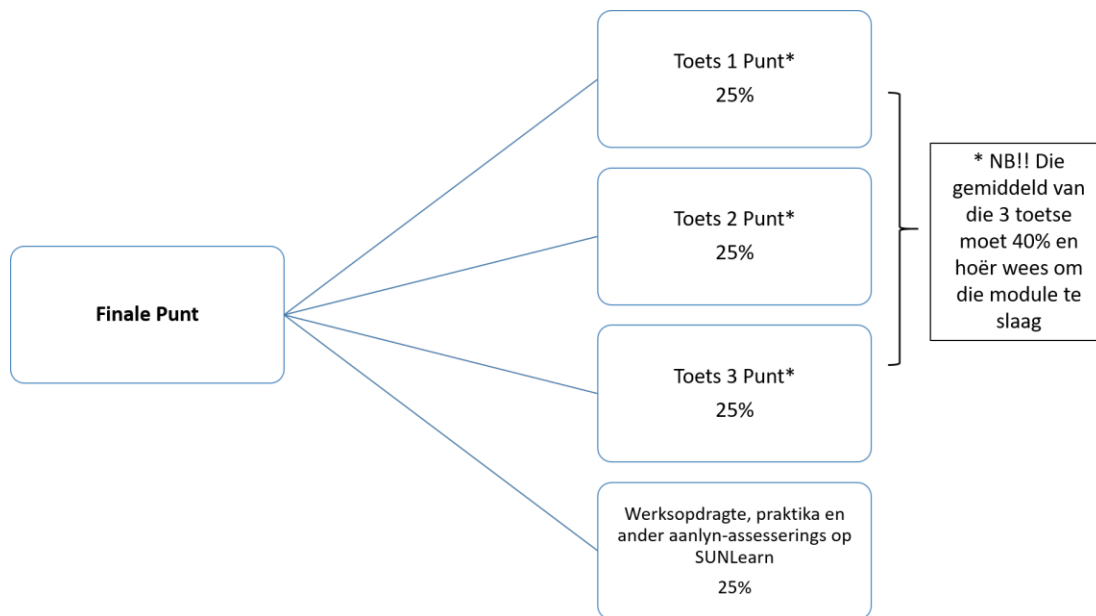 Finale Punt
Toets 1 Punt*
25%
Toets 2 Punt*
25%
Toets 3 Punt*
25%
Werksopdragte, praktika en
ander aanlyn-assesserings op
SUNLearn
25%
* NB!! Die
gemiddeld van
die 3 toetse
moet 40% en
hoër wees om
die module te
slaag